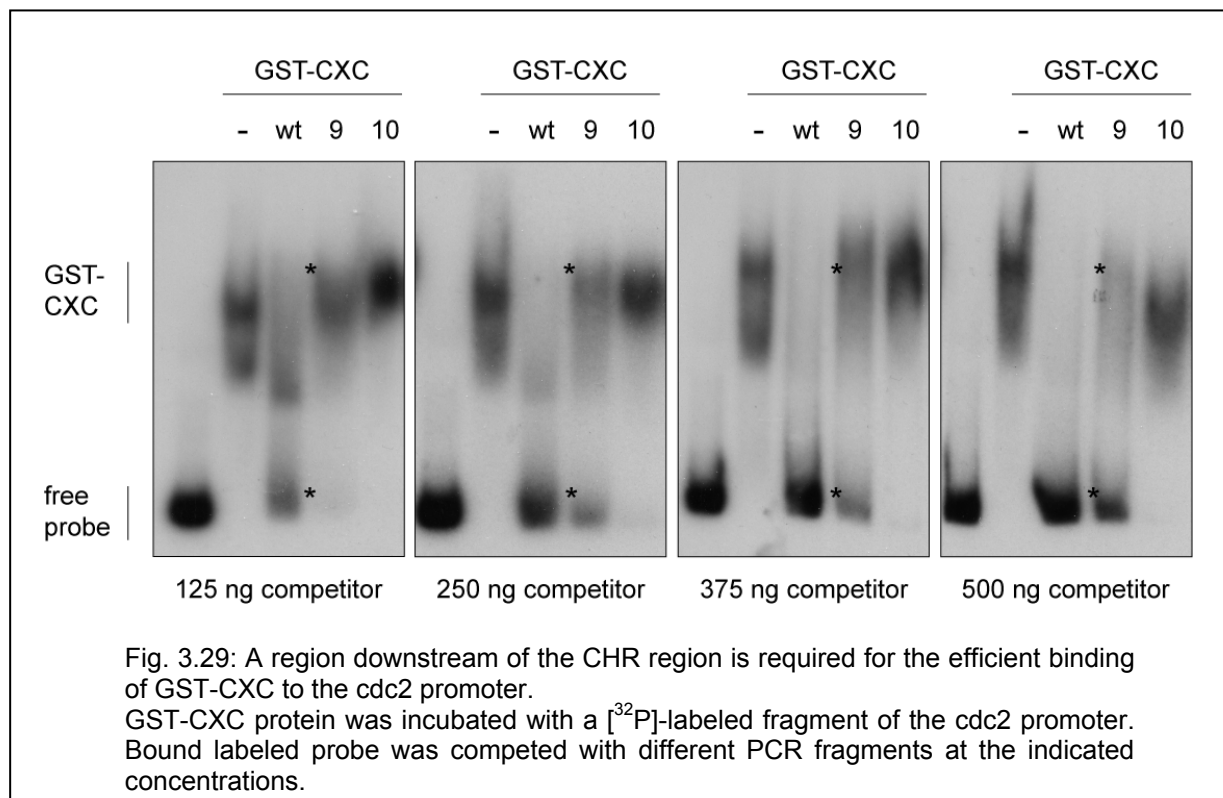 GST-CXC GST-CXC GST-CXC GST-CXC
- wt 9 10 - wt 9 10 - wt 9 10 - wt 9 10
GST-
CXC
* * * *
free
probe
* * * *
125 ng competitor 250 ng competitor 375 ng competitor 500 ng competitor
Fig. 3.29: A region downstream of the CHR region is required for the efficient binding
of GST-CXC to the cdc2 promoter.
GST-CXC protein was incubated with a [³²P]-labeled fragment of the cdc2 promoter.
Bound labeled probe was competed with different PCR fragments at the indicated
concentrations.